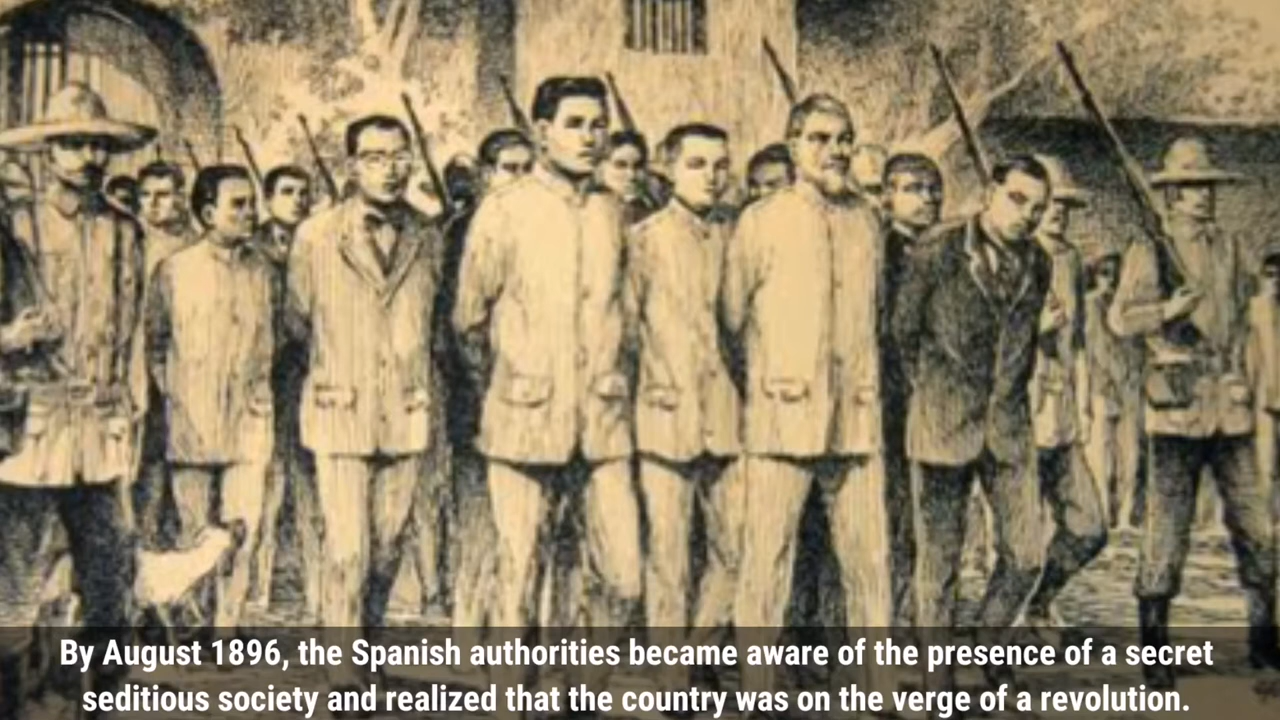 By August 1896, the Spanish authorities became aware of the presence of a secret
seditious society and realized that the country was on the verge of a revolution.